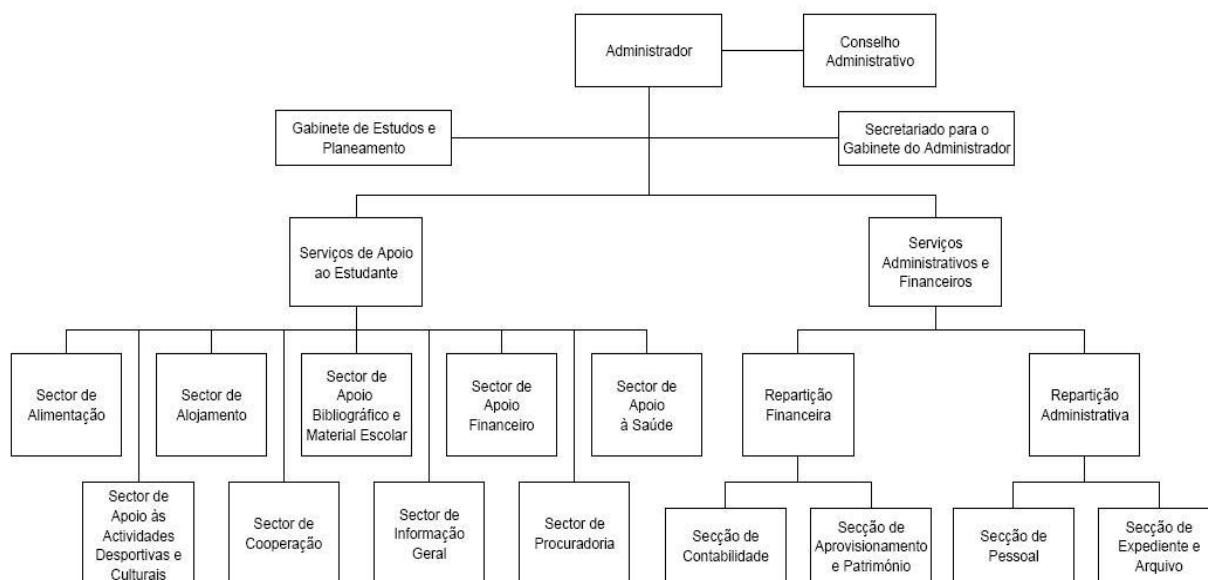 Administrador
Conselho
Administrativo
Gabinete de Estudos e
Planeamento
Secretariado para o
Gabinete do Administrador
Serviços de Apoio
ao Estudante
Serviços
Administrativos e
Financeiros
Sector de
Alimentação
Sector de
Alojamento
Sector de
Apoio
Bibliográfico e
Material Escolar
Sector de
Apoio
Financeiro
Sector de
Apoio
à Saúde
Repartição
Financeira
Repartição
Administrativa
Sector de
Apoio às
Actividades
Desportivas e
Culturais
Sector de
Cooperação
Sector de
Informação
Geral
Sector de
Procuradoria
Secção de
Contabilidade
Secção de
Aprovisionamento
e Património
Secção de
Pessoal
Secção de
Expediente e
Arquivo